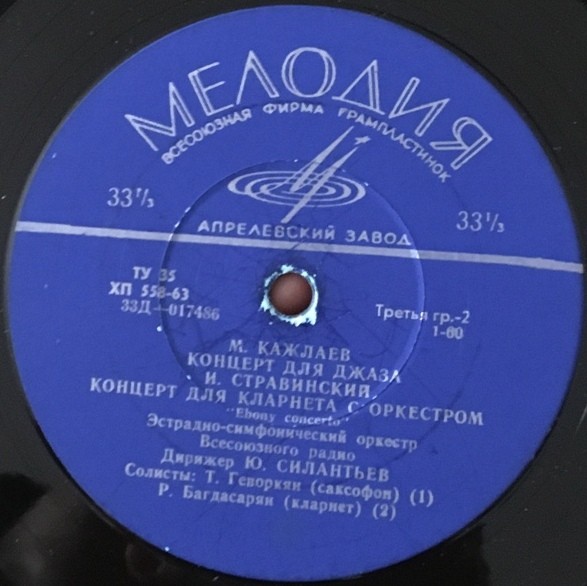 МЕЛОДИЯ
ВСЕСОЮЗНАЯ ФИРМА ГРАМПЛАСТИНОК
33⅓
33⅓
АПРЕЛЕВСКИЙ ЗАВОД
ТУ 35
ХП 558-63
33Д—017486
Третья гр.-2
1-00
М. КАЖЛАЕВ
КОНЦЕРТ ДЛЯ ДЖАЗА
И. СТРАВИНСКИЙ
КОНЦЕРТ ДЛЯ КЛАРНЕТА С ОРКЕСТРОМ
"Ebony concerto"
Эстрадно-симфонический оркестр
Всесоюзного радио
Дирижер Ю. СИЛАНТЬЕВ
Солисты: Т. Геворкян (саксофон) (1)
Р. Багдасарян (кларнет) (2)